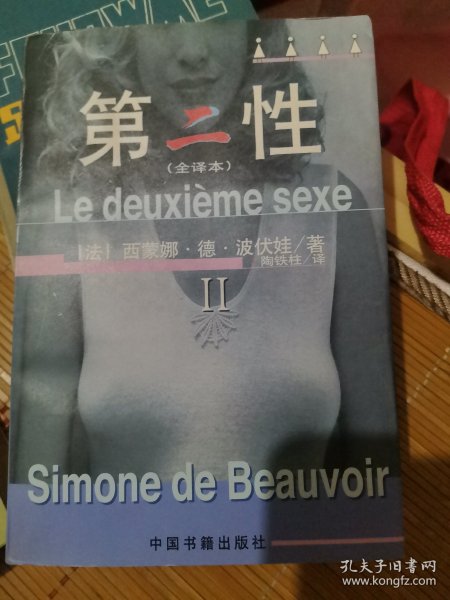 第二性
(全译本)
Le deuxième sexe
[法] 西蒙娜·德·波伏娃/著
陶铁柱/译
II
Simone de Beauvoir
中国书籍出版社
孔夫子旧书网
www.kongfz.com